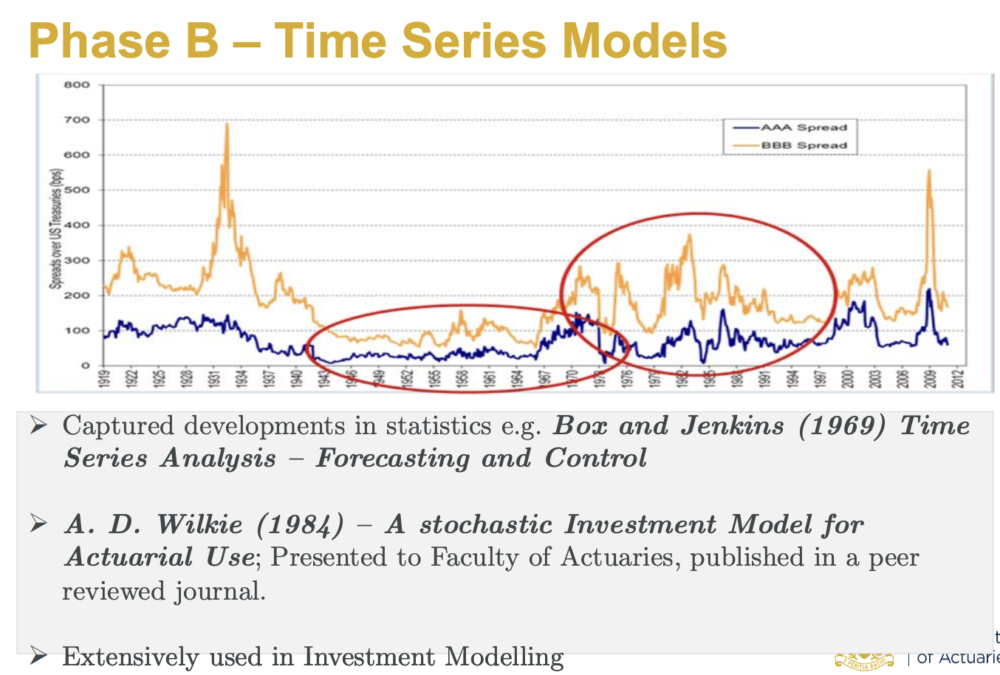 Phase B – Time Series Models
800
700
600
500
400
300
200
100
0
Spreads over US Treasuries (bps)
AAA Spread
BBB Spread
1919 1922 1925 1928 1931 1934 1937 1940 1943 1946 1949 1952 1955 1958 1961 1964 1967 1970 1976 1982 1991 1994 1997 2000 2003 2006 2009 2012
➢ Captured developments in statistics e.g. Box and Jenkins (1969) Time
Series Analysis – Forecasting and Control
➢ A. D. Wilkie (1984) – A stochastic Investment Model for
Actuarial Use; Presented to Faculty of Actuaries, published in a peer
reviewed journal.
➢ Extensively used in Investment Modelling
of Actuarie
E PERITIA RATIO